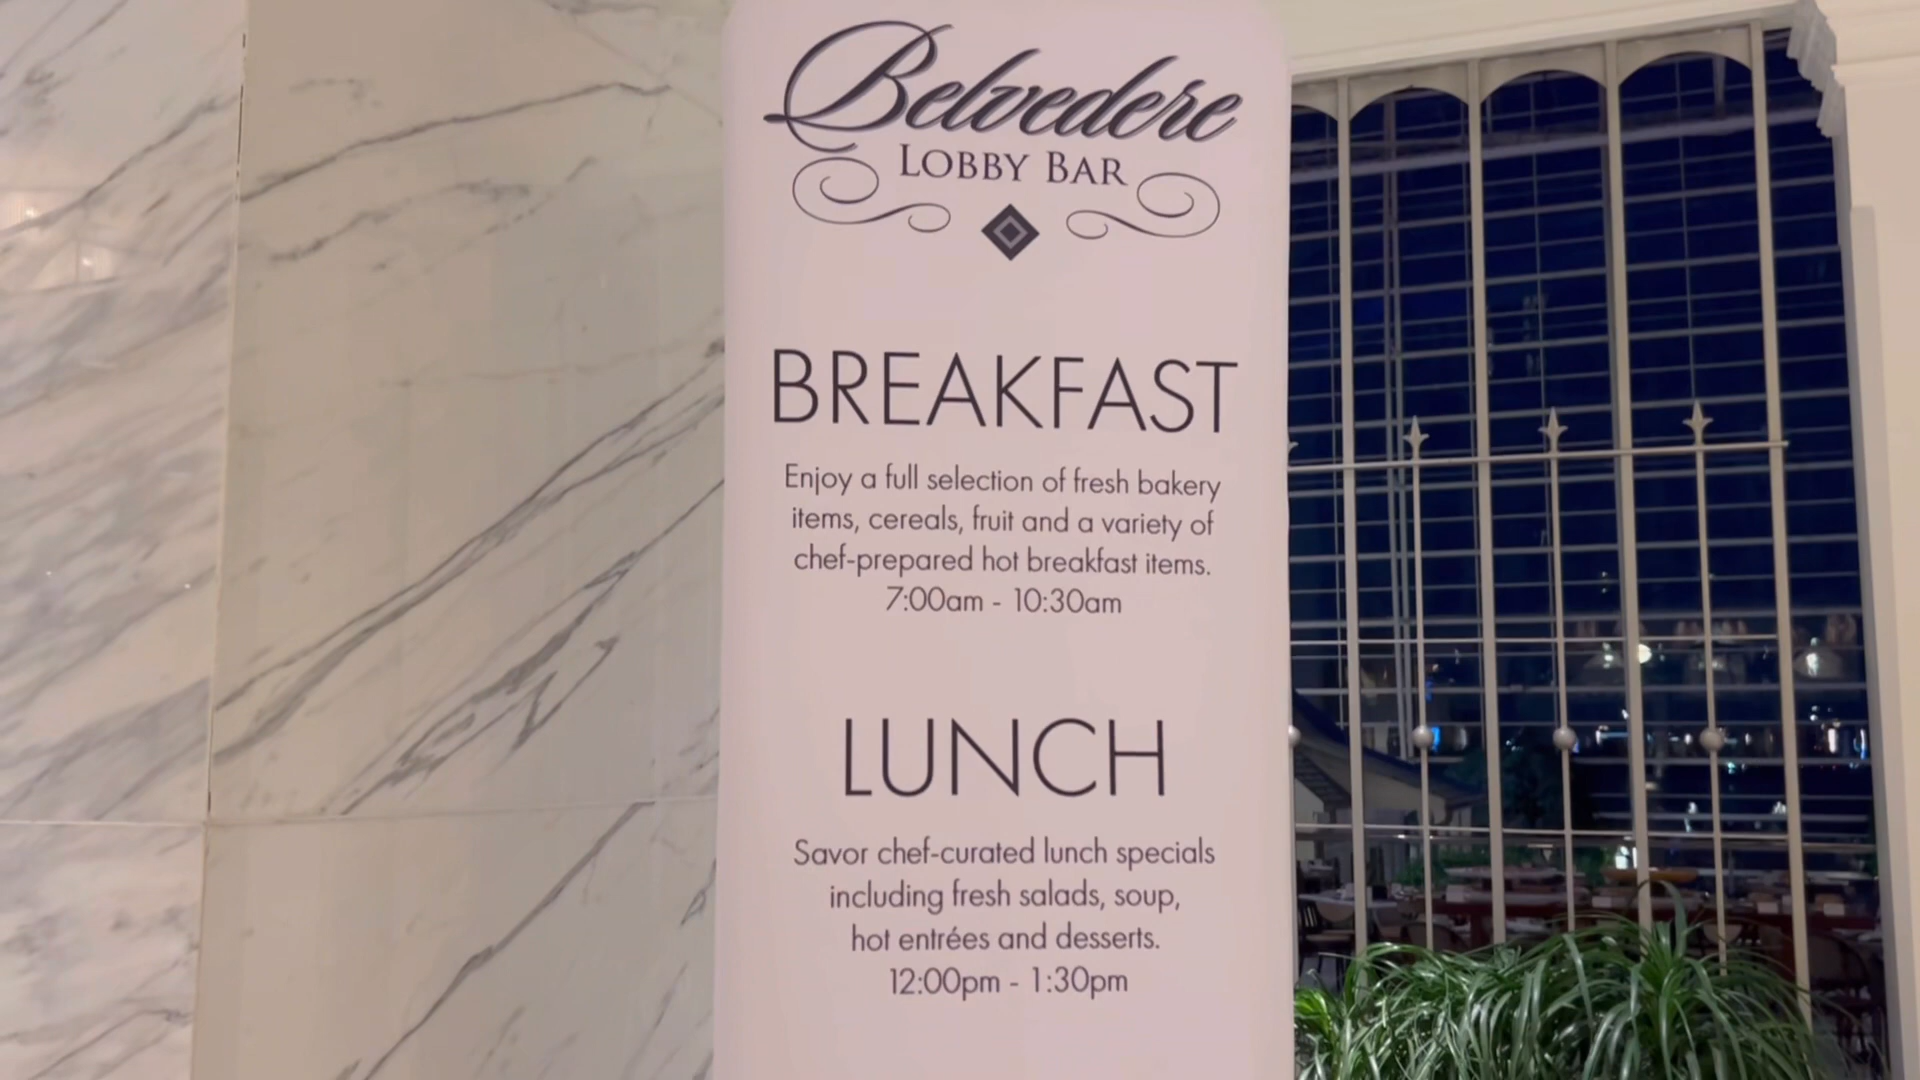 Belvedere
LOBBY BAR
BREAKFAST
Enjoy a full selection of fresh bakery
items, cereals, fruit and a variety of
chef-prepared hot breakfast items.
7:00am - 10:30am
LUNCH
Savor chef-curated lunch specials
including fresh salads, soup,
hot entrées and desserts.
12:00pm - 1:30pm